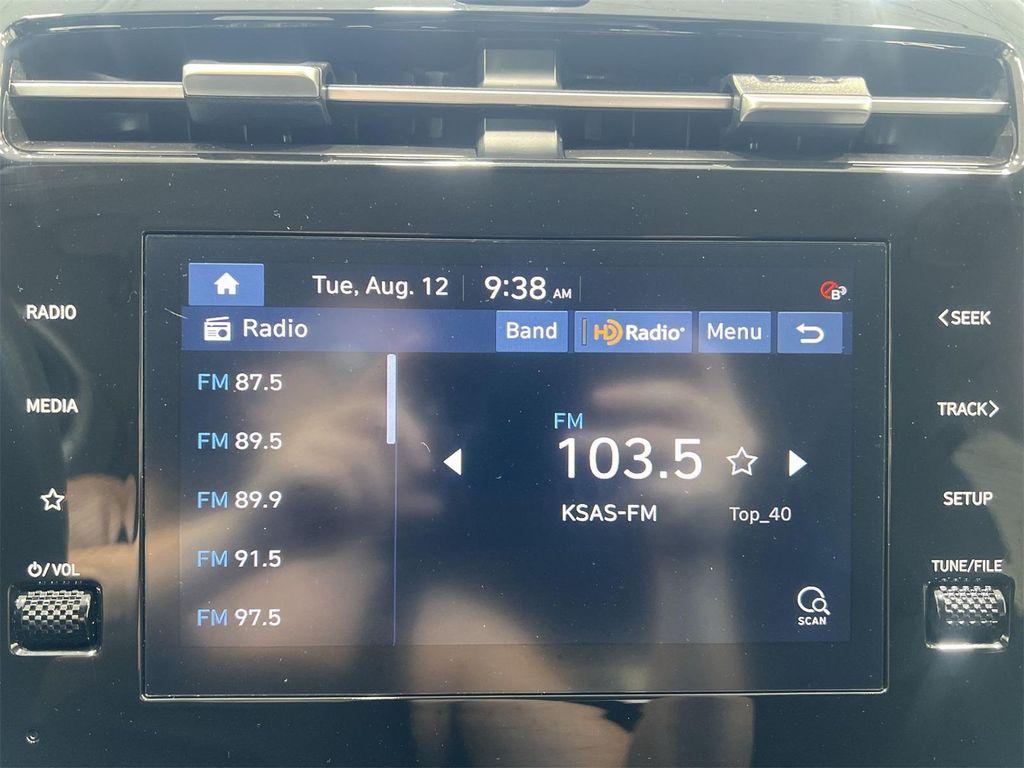 Tue, Aug. 12
9:38 AM
B
RADIO
MEDIA
⏻/VOL
Radio
Band
HD Radio
Menu
FM 87.5
FM 89.5
FM 89.9
FM 91.5
FM 97.5
FM
103.5
KSAS-FM
Top_40
SCAN
<SEEK
TRACK>
SETUP
TUNE/FILE